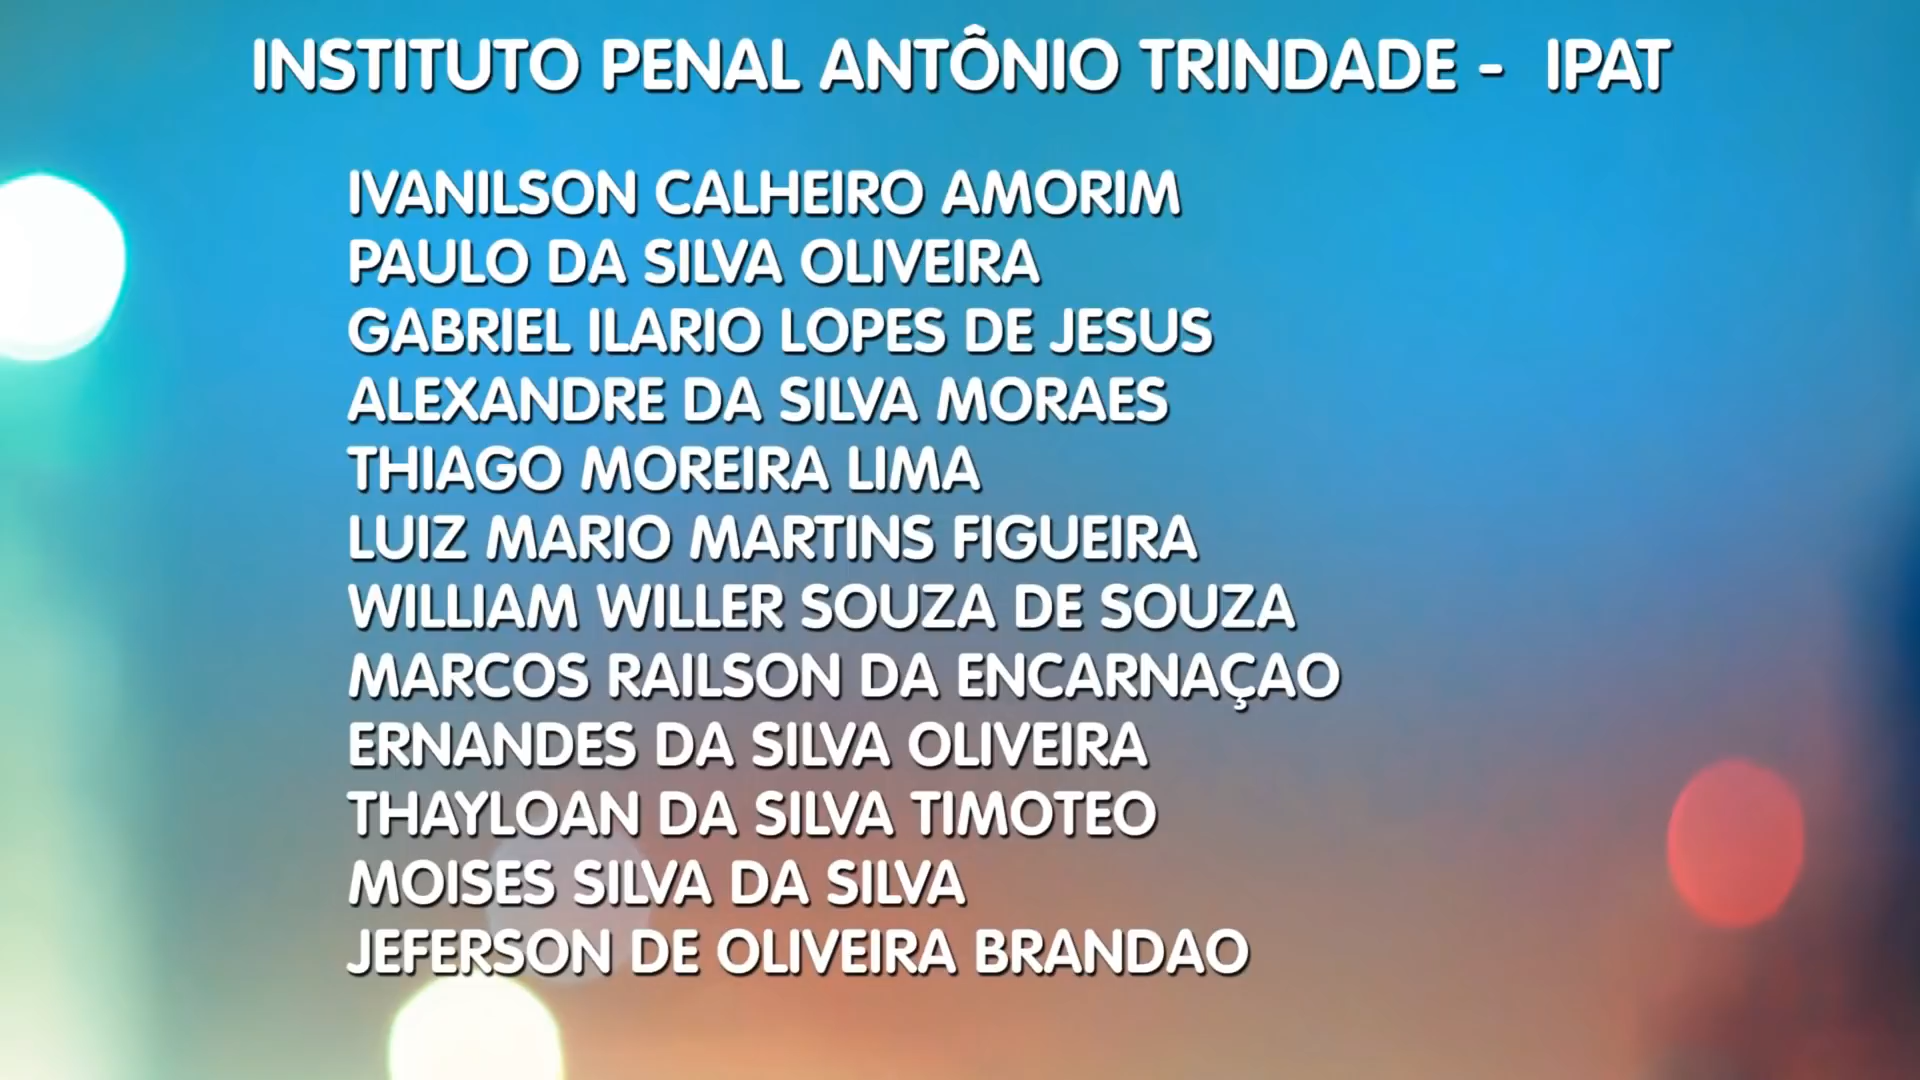 INSTITUTO PENAL ANTÔNIO TRINDADE - IPAT
IVANILSON CALHEIRO AMORIM
PAULO DA SILVA OLIVEIRA
GABRIEL ILARIO LOPES DE JESUS
ALEXANDRE DA SILVA MORAES
THIAGO MOREIRA LIMA
LUIZ MARIO MARTINS FIGUEIRA
WILLIAM WILLER SOUZA DE SOUZA
MARCOS RAILSON DA ENCARNAÇAO
ERNANDES DA SILVA OLIVEIRA
THAYLOAN DA SILVA TIMOTEO
MOISES SILVA DA SILVA
JEFERSON DE OLIVEIRA BRANDAO